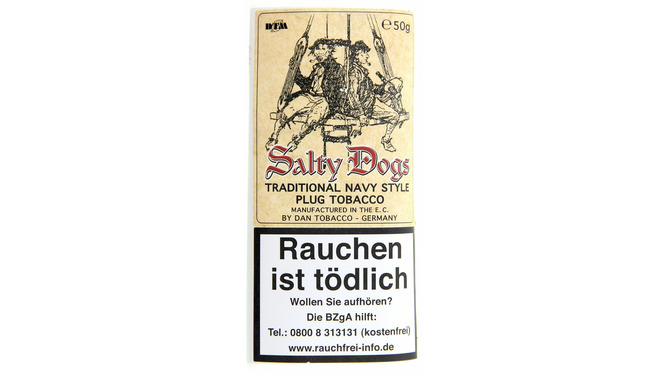 DTM
℮50g
Salty Dogs
TRADITIONAL NAVY STYLE
PLUG TOBACCO
MANUFACTURED IN THE E.C.
BY DAN TOBACCO - GERMANY
Rauchen
ist tödlich
Wollen Sie aufhören?
Die BZgA hilft:
Tel.: 0800 8 313131 (kostenfrei)
www.rauchfrei-info.de